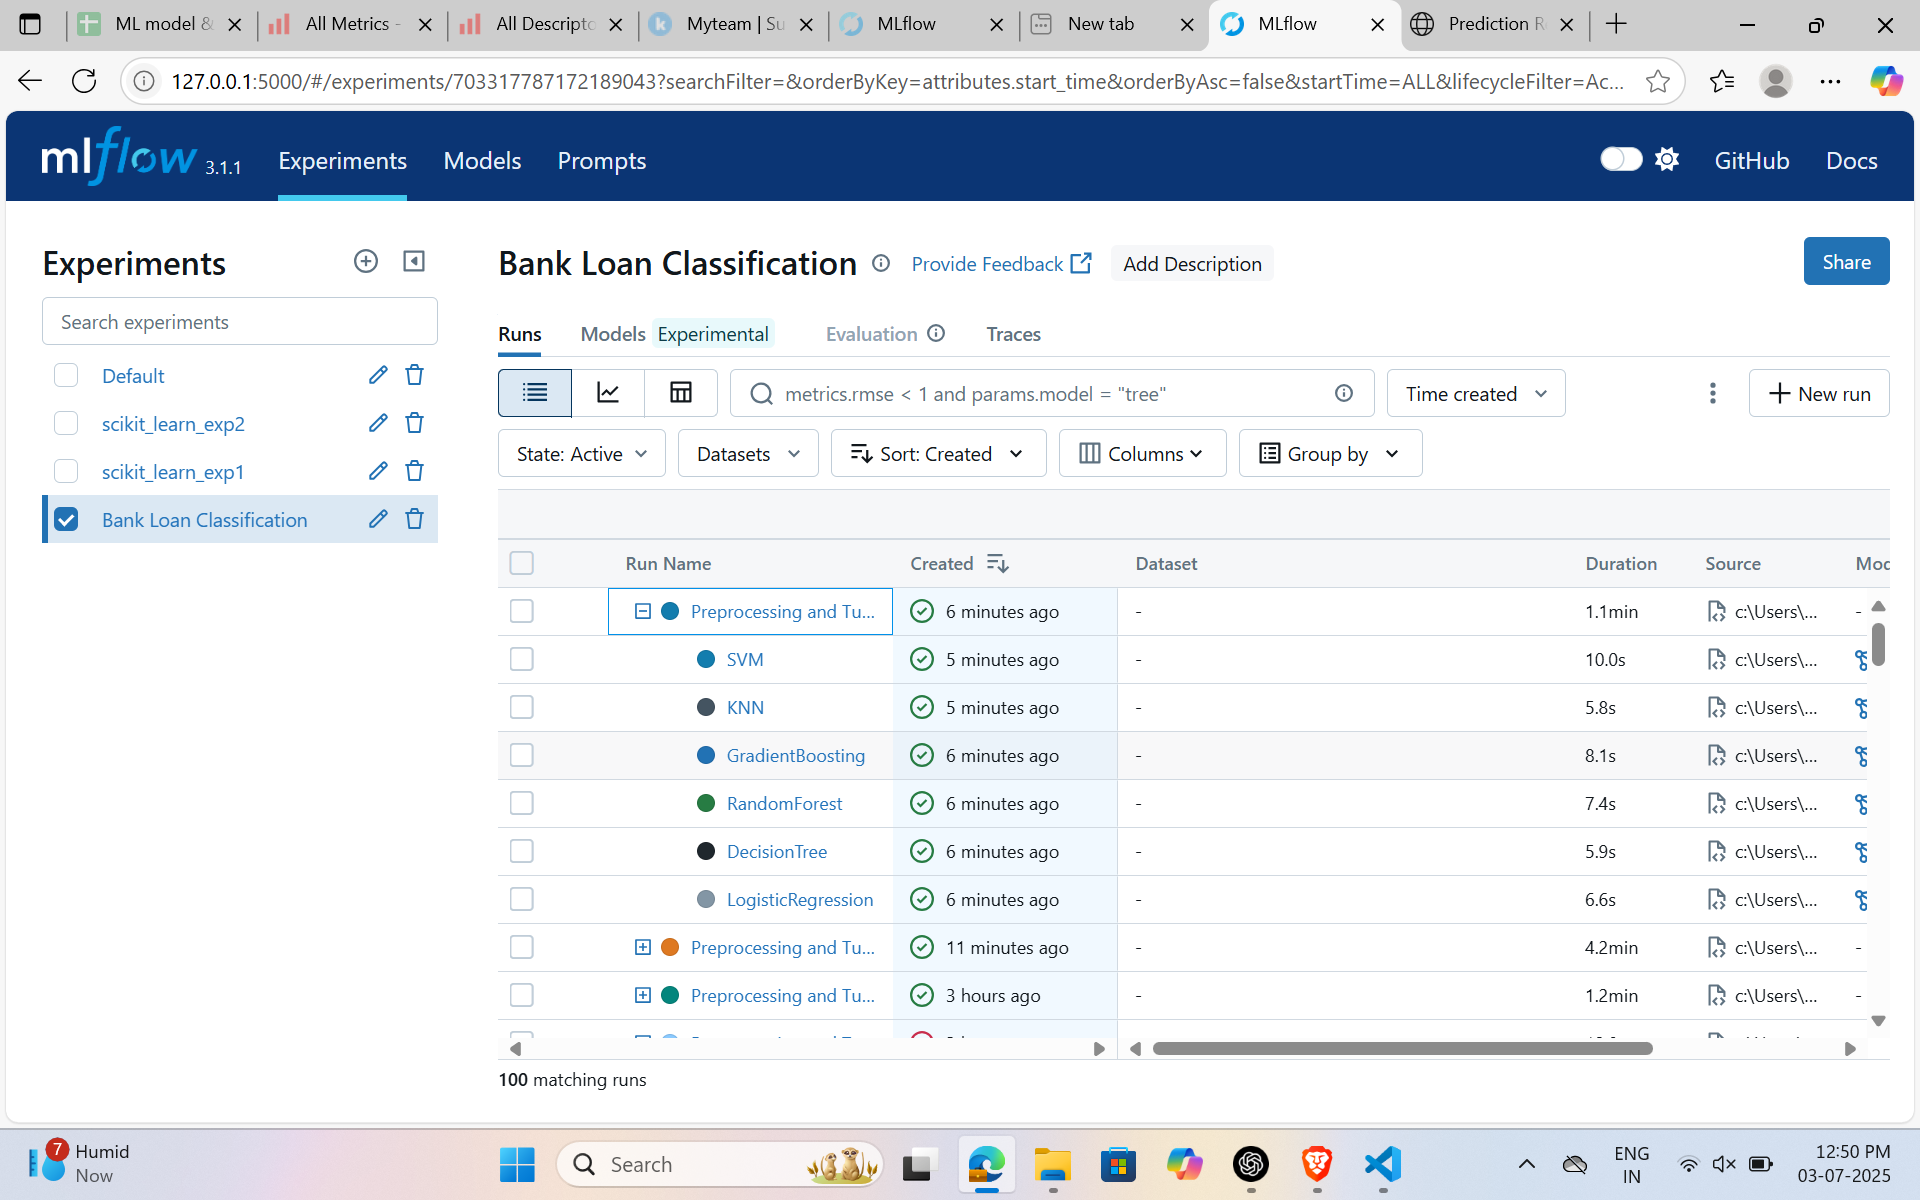 ML model &
All Metrics -
All Descripto
Myteam | Su
MLflow
New tab
MLflow
Prediction R
127.0.0.1:5000/#/experiments/703317787172189043?searchFilter=&orderByKey=attributes.start_time&orderByAsc=false&startTime=ALL&lifecycleFilter=Ac...
mlflow 3.1.1
Experiments
Models
Prompts
GitHub
Docs
Experiments
Search experiments
Default
scikit_learn_exp2
scikit_learn_exp1
Bank Loan Classification
Bank Loan Classification
Provide Feedback
Add Description
Share
Runs
Models Experimental
Evaluation
Traces
metrics.rmse < 1 and params.model = "tree"
Time created
New run
State: Active
Datasets
Sort: Created
Columns
Group by
Run Name Created Dataset Duration Source Moc
Preprocessing and Tu... 6 minutes ago - 1.1min c:\Users\... -
SVM 5 minutes ago - 10.0s c:\Users\...
KNN 5 minutes ago - 5.8s c:\Users\...
GradientBoosting 6 minutes ago - 8.1s c:\Users\...
RandomForest 6 minutes ago - 7.4s c:\Users\...
DecisionTree 6 minutes ago - 5.9s c:\Users\...
LogisticRegression 6 minutes ago - 6.6s c:\Users\...
Preprocessing and Tu... 11 minutes ago - 4.2min c:\Users\... -
Preprocessing and Tu... 3 hours ago - 1.2min c:\Users\... -
100 matching runs
7
Humid
Now
Search
ENG
IN
12:50 PM
03-07-2025